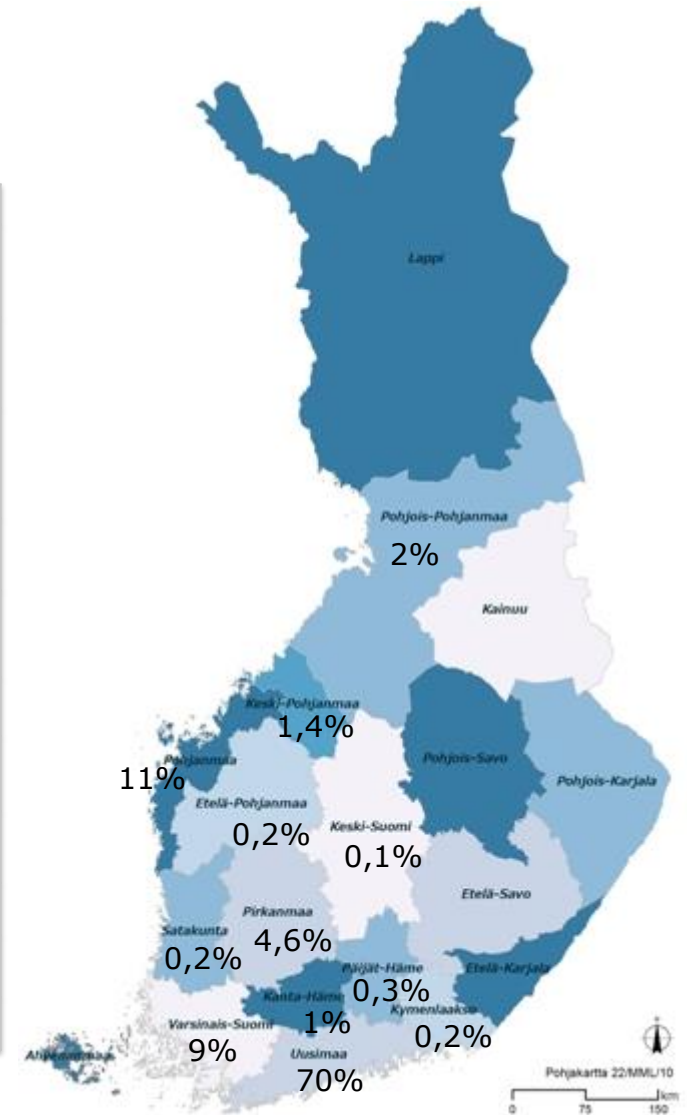 Lappi
Pohjois-Pohjanmaa
2%
Kainuu
Keski-Pohjanmaa
1,4%
Pohjanmaa
11%
Pohjois-Savo
Pohjois-Karjala
Etelä-Pohjanmaa
0,2%
Keski-Suomi
0,1%
Etelä-Savo
Pirkanmaa
4,6%
Satakunta
0,2%
Päijät-Häme
0,3%
Etelä-Karjala
Kanta-Häme
1%
Kymenlaakso
0,2%
Varsinais-Suomi
9%
Uusimaa
70%
Ahvenanmaa
Pohjakartta 22/MML/10
km
0 75 150